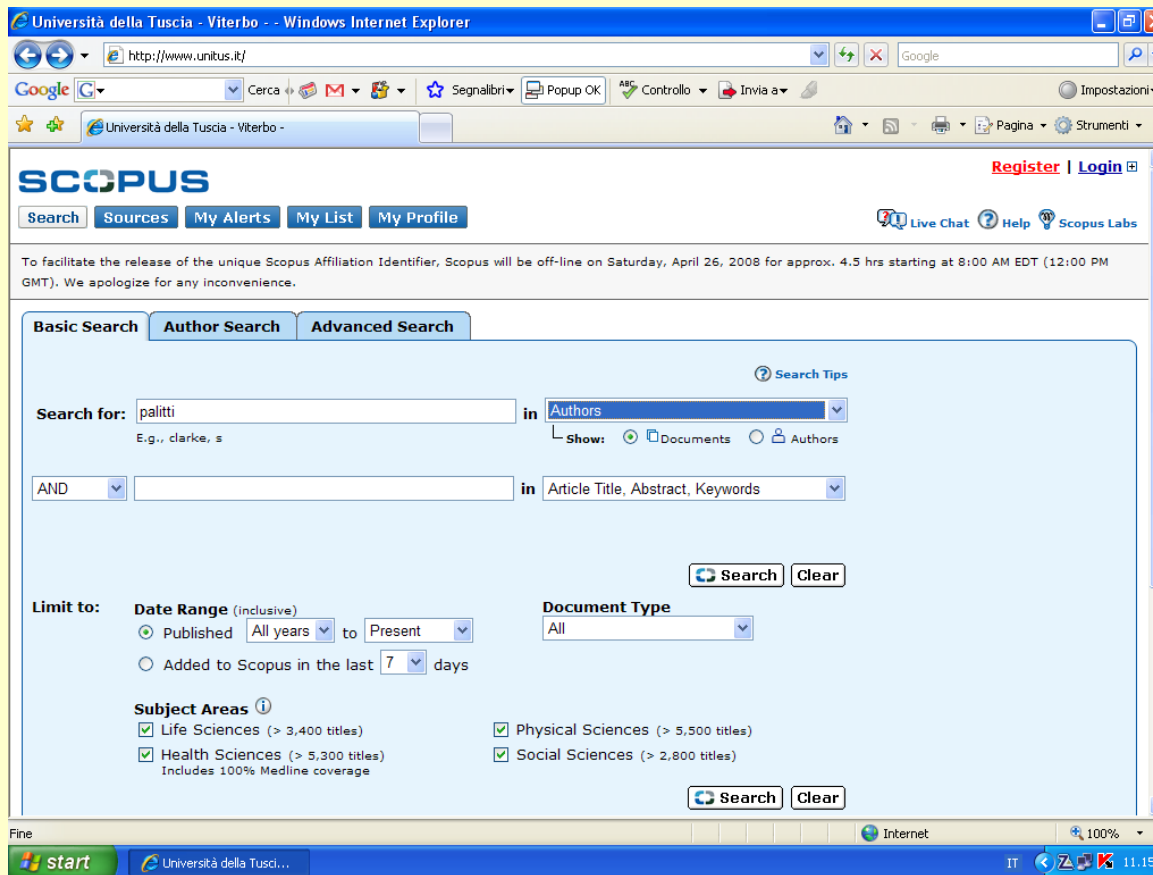 Università della Tuscia - Viterbo - - Windows Internet Explorer
http://www.unitus.it/ Google
Google G Cerca Segnalibri Popup OK ABC Controllo Invia a Impostazioni
Università della Tuscia - Viterbo - Pagina Strumenti
Register | Login
SCOPUS
Search Sources My Alerts My List My Profile Live Chat Help Scopus Labs
To facilitate the release of the unique Scopus Affiliation Identifier, Scopus will be off-line on Saturday, April 26, 2008 for approx. 4.5 hrs starting at 8:00 AM EDT (12:00 PM
GMT). We apologize for any inconvenience.
Basic Search Author Search Advanced Search
Search Tips
Search for: palitti in Authors
E.g., clarke, s Show: Documents Authors
AND in Article Title, Abstract, Keywords
Search Clear
Limit to: Date Range (inclusive) Document Type
Published All years to Present All
Added to Scopus in the last 7 days
Subject Areas
Life Sciences (> 3,400 titles) Physical Sciences (> 5,500 titles)
Health Sciences (> 5,300 titles) Social Sciences (> 2,800 titles)
Includes 100% Medline coverage
Search Clear
Fine Internet 100%
start Università della Tusci... IT 11.15